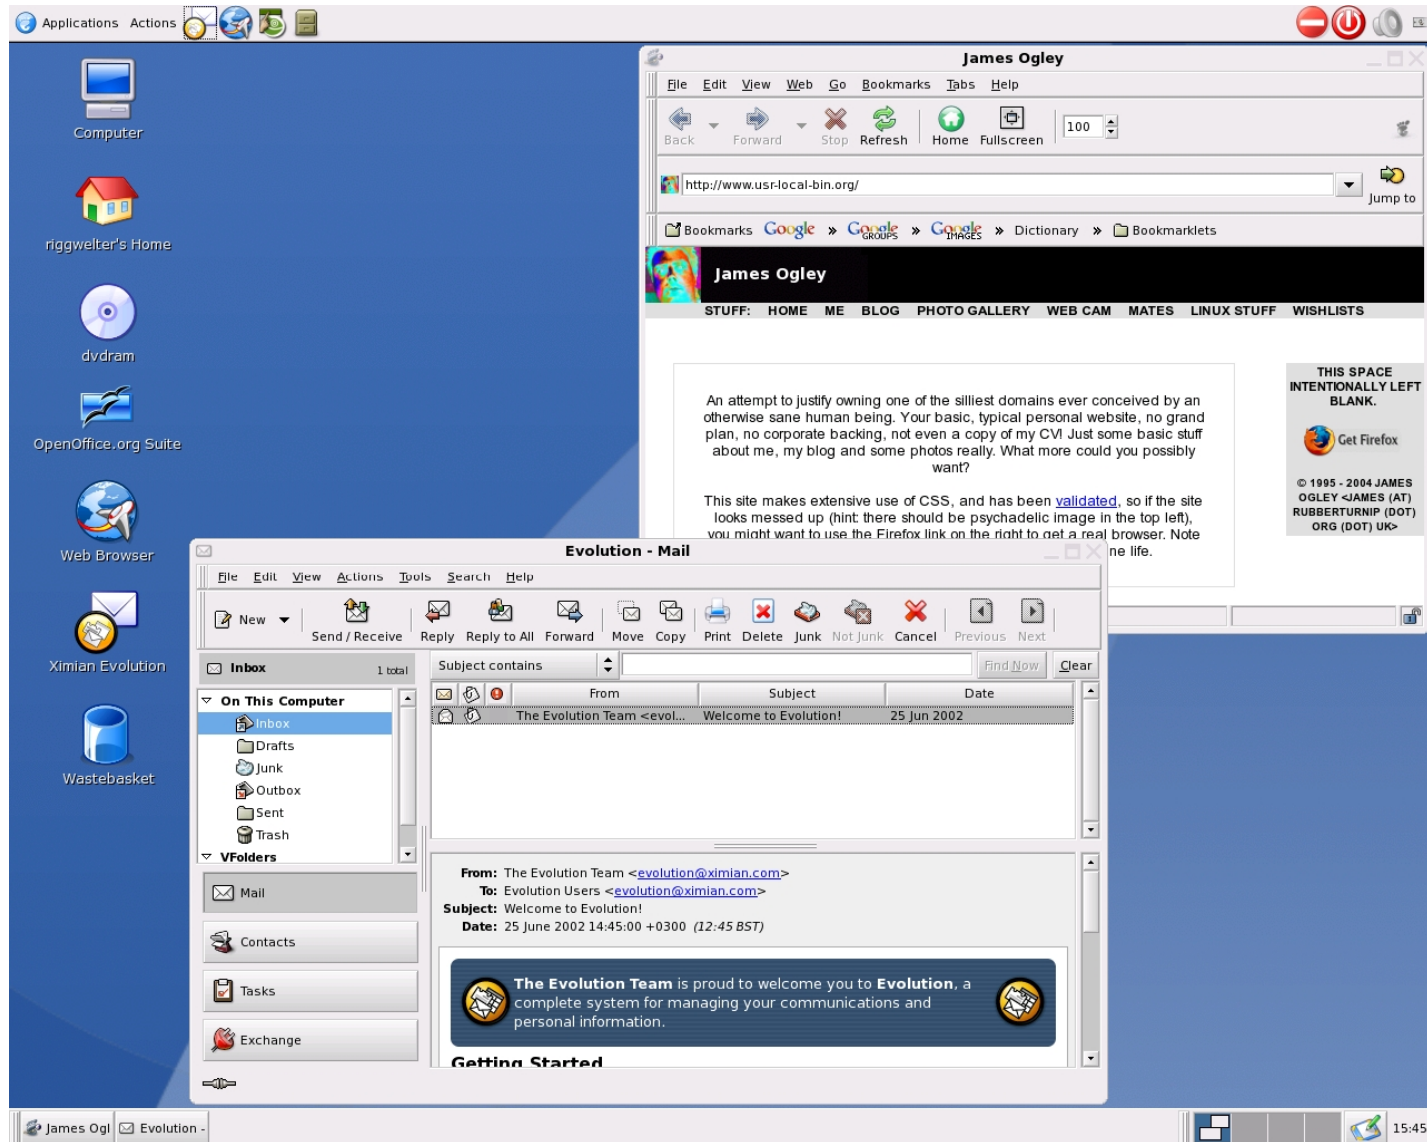 Applications Actions
Computer
riggwelter's Home
dvdram
OpenOffice.org Suite
Web Browser
Ximian Evolution
Wastebasket
James Ogley
File Edit View Web Go Bookmarks Tabs Help
Back Forward Stop Refresh Home Fullscreen 100
http://www.usr-local-bin.org/
Jump to
Bookmarks Google » Google GROUPS » Google IMAGES » Dictionary » Bookmarklets
James Ogley
STUFF: HOME ME BLOG PHOTO GALLERY WEB CAM MATES LINUX STUFF WISHLISTS
An attempt to justify owning one of the silliest domains ever conceived by an
otherwise sane human being. Your basic, typical personal website, no grand
plan, no corporate backing, not even a copy of my CV! Just some basic stuff
about me, my blog and some photos really. What more could you possibly
want?
This site makes extensive use of CSS, and has been validated, so if the site
looks messed up (hint: there should be psychadelic image in the top left),
you might want to use the Firefox link on the right to get a real browser. Note
ne life.
THIS SPACE
INTENTIONALLY LEFT
BLANK.
Get Firefox
© 1995 - 2004 JAMES
OGLEY <JAMES (AT)
RUBBERTURNIP (DOT)
ORG (DOT) UK>
Evolution - Mail
File Edit View Actions Tools Search Help
New Send / Receive Reply Reply to All Forward Move Copy Print Delete Junk Not Junk Cancel Previous Next
Inbox 1 total
Subject contains Find Now Clear
On This Computer
Inbox
Drafts
Junk
Outbox
Sent
Trash
VFolders
Mail
Contacts
Tasks
Exchange
From Subject Date
The Evolution Team <evol... Welcome to Evolution! 25 Jun 2002
From: The Evolution Team <evolution@ximian.com>
To: Evolution Users <evolution@ximian.com>
Subject: Welcome to Evolution!
Date: 25 June 2002 14:45:00 +0300 (12:45 BST)
The Evolution Team is proud to welcome you to Evolution, a
complete system for managing your communications and
personal information.
Getting Started
James Ogl Evolution -
15:45